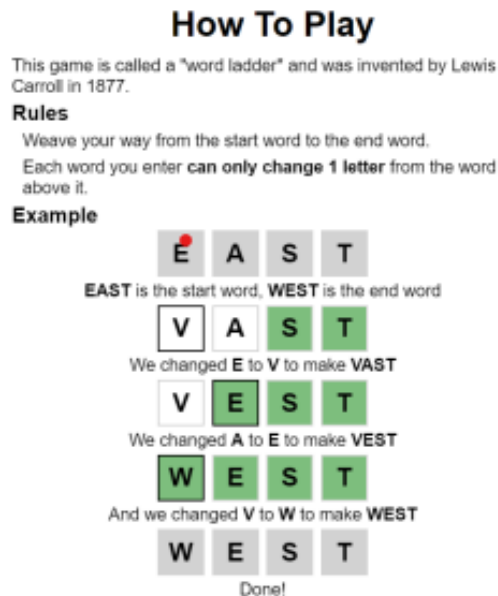 How To Play
This game is called a "word ladder" and was invented by Lewis
Carroll in 1877.
Rules
Weave your way from the start word to the end word.
Each word you enter can only change 1 letter from the word
above it.
Example
E A S T
EAST is the start word, WEST is the end word
V A S T
We changed E to V to make VAST
V E S T
We changed A to E to make VEST
W E S T
And we changed V to W to make WEST
W E S T
Done!